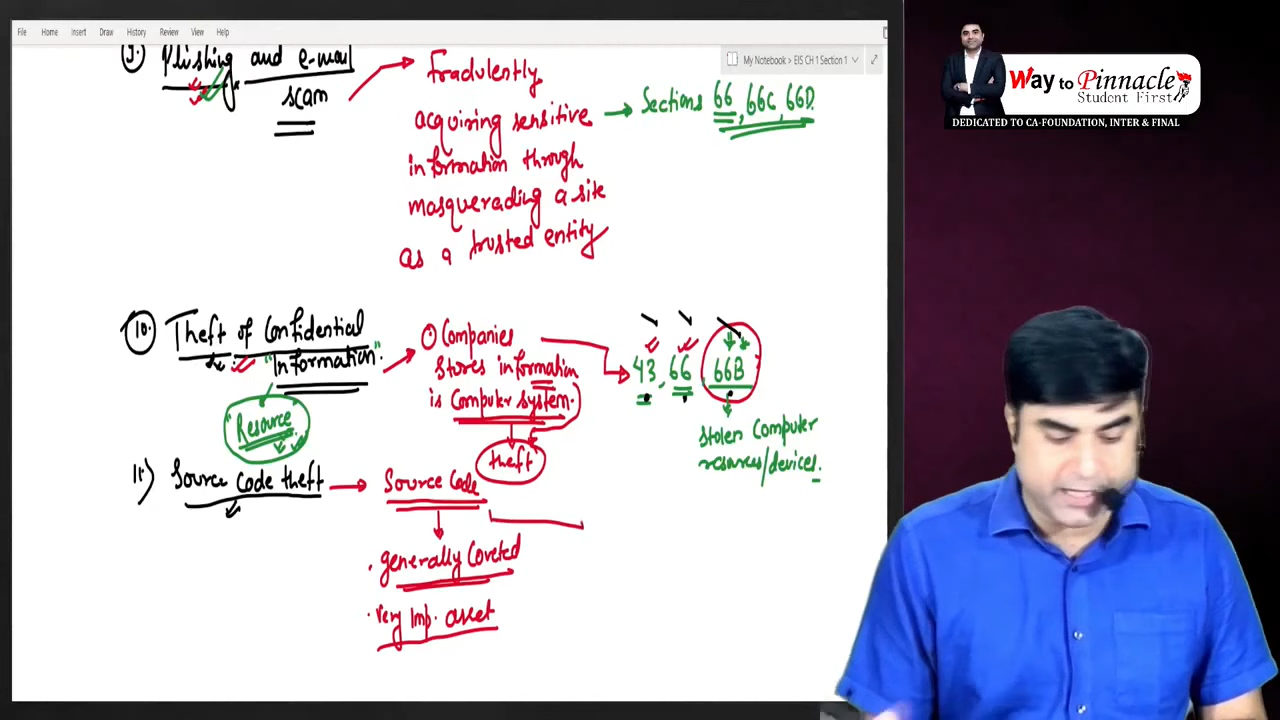 File Home Insert Draw History Review View Help
My Notebook > EIS CH 1 Section 1
Way to Pinnacle
Student First
DEDICATED TO CA-FOUNDATION, INTER & FINAL
Phishing and e-mail
scam
fradulently
acquiring sensitive
information through
masquerading a site
as a trusted entity
Sections 66, 66C, 66D.
10. Theft of Confidential
"Information"
"Resource"
Companies
stores information
is Computer system.
theft
43, 66 66B
Stolen Computer
resources/devices.
11) Source Code theft
Source Code
. generally Coveted
. very imp. asset